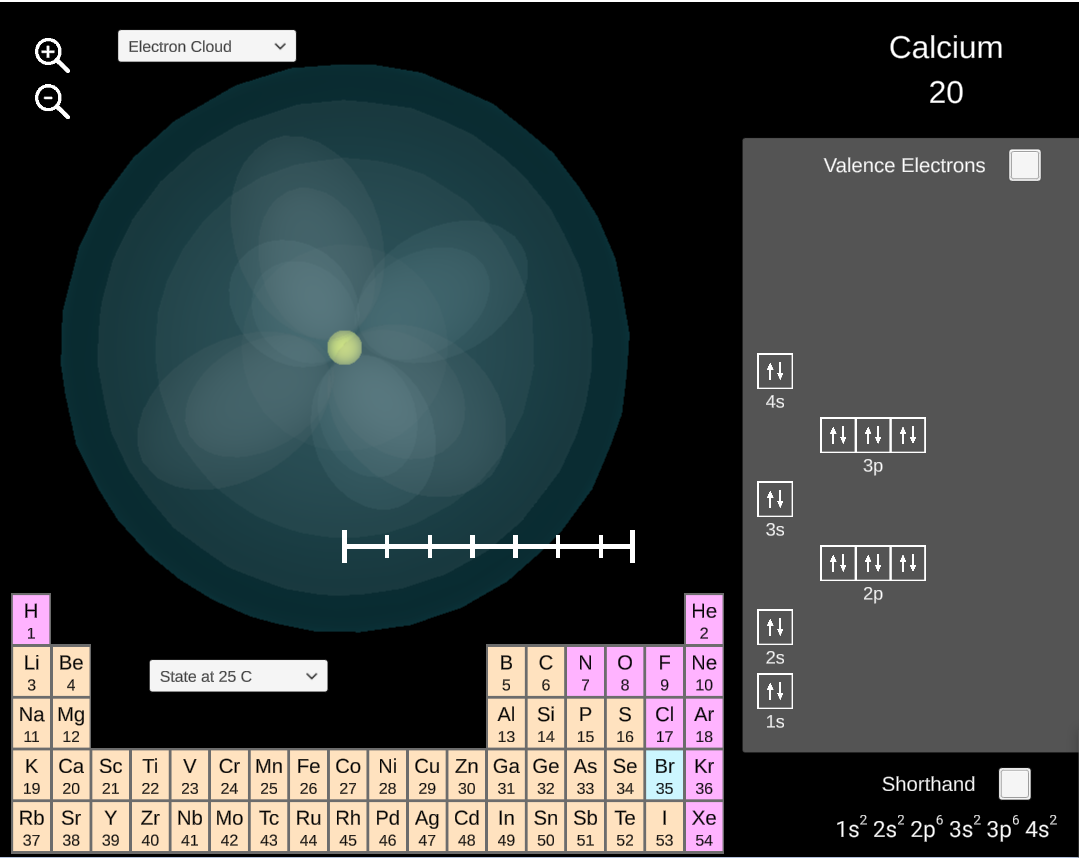 Electron Cloud
Calcium
20
Valence Electrons
4s
3p
3s
2p
2s
1s
State at 25 C
H He
1 2
Li Be B C N O F Ne
3 4 5 6 7 8 9 10
Na Mg Al Si P S Cl Ar
11 12 13 14 15 16 17 18
K Ca Sc Ti V Cr Mn Fe Co Ni Cu Zn Ga Ge As Se Br Kr
19 20 21 22 23 24 25 26 27 28 29 30 31 32 33 34 35 36
Rb Sr Y Zr Nb Mo Tc Ru Rh Pd Ag Cd In Sn Sb Te I Xe
37 38 39 40 41 42 43 44 45 46 47 48 49 50 51 52 53 54
Shorthand
1s² 2s² 2p⁶ 3s² 3p⁶ 4s²